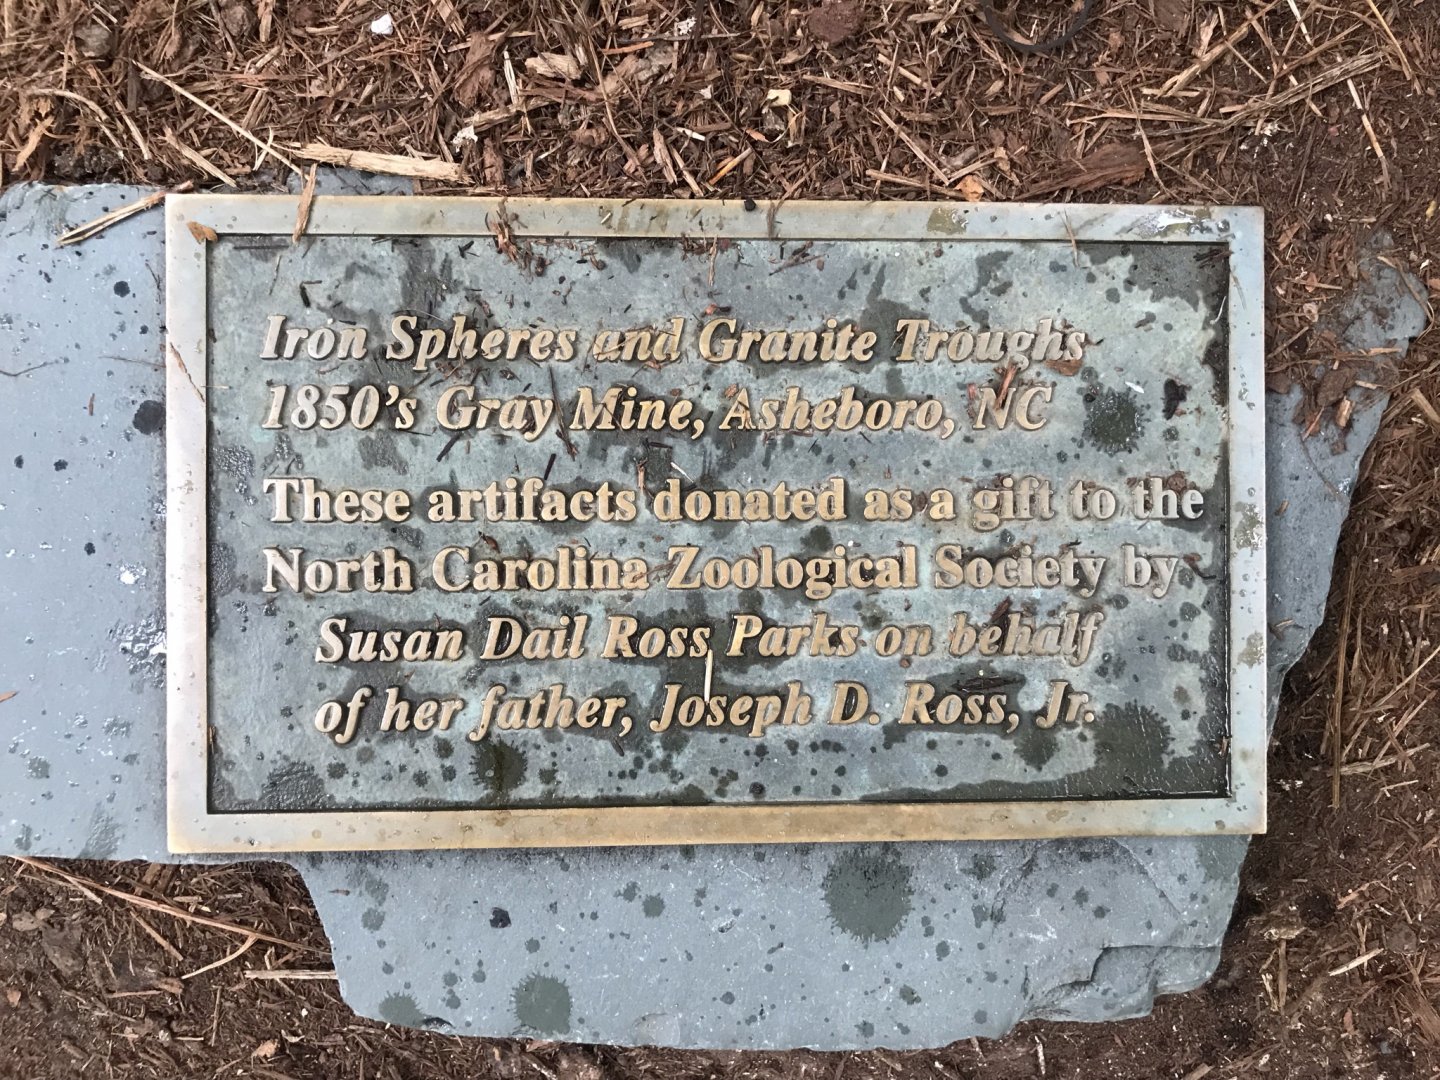 Iron Spheres and Granite Troughs
1850's Gray Mine, Asheboro, NC
These artifacts donated as a gift to the
North Carolina Zoological Society by
Susan Dail Ross Parks on behalf
of her father, Joseph D. Ross, Jr.